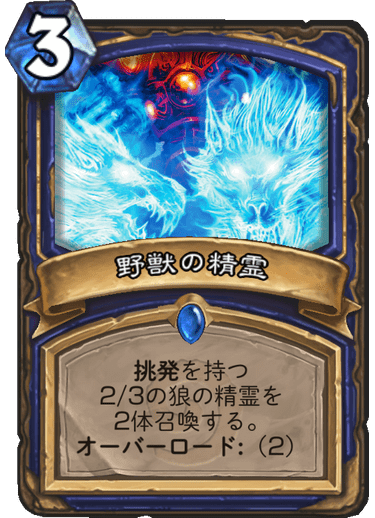 3
野獣の精霊
挑発を持つ
2/3の狼の精霊を
2体召喚する。
オーバーロード:（2）